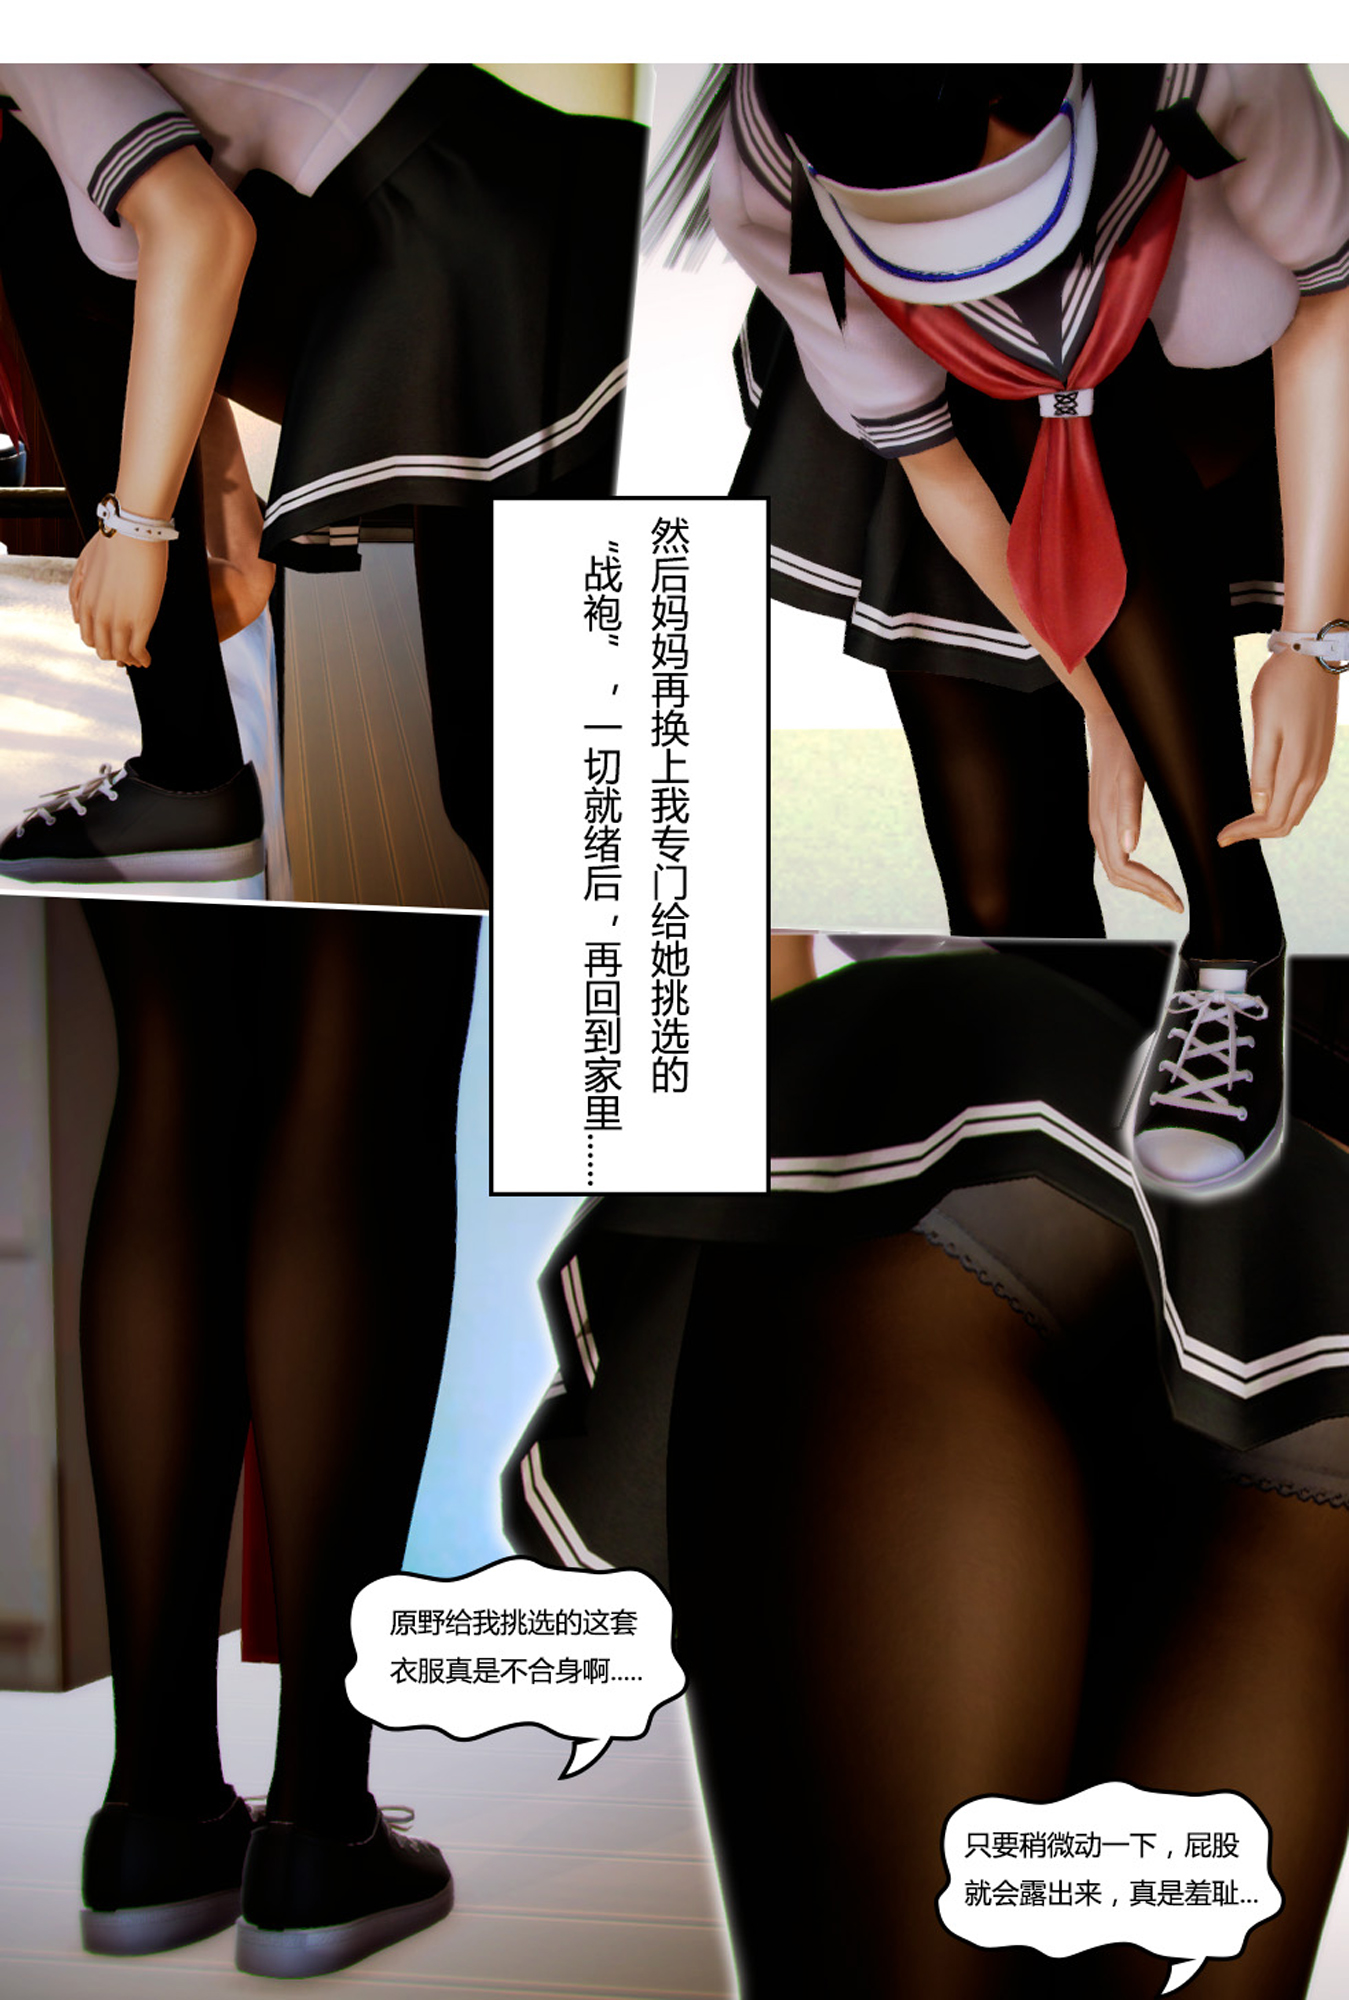 然后妈妈再换上我专门给她挑选的
“战袍”，一切就绪后，再回到家里……
原野给我挑选的这套
衣服真是不合身啊.....
只要稍微动一下，屁股
就会露出来，真是羞耻...